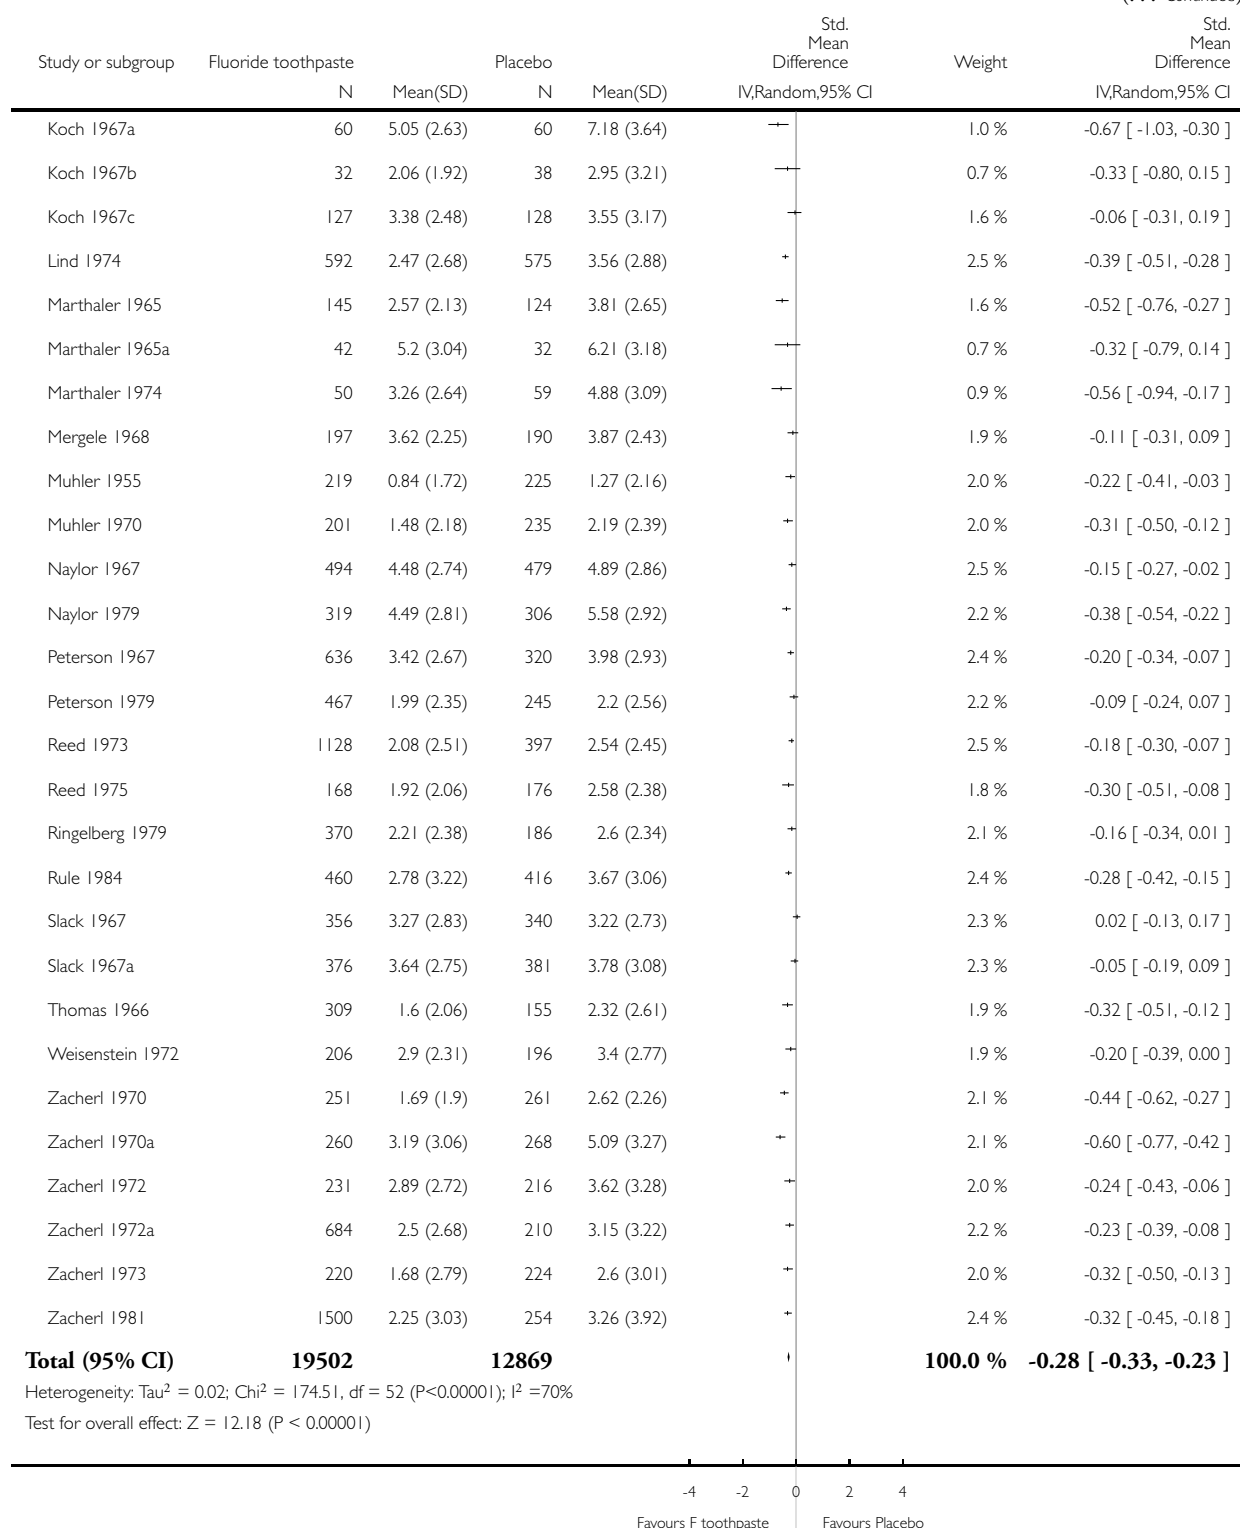 Continued)
Std. Mean Difference Std. Mean Difference
Study or subgroup Fluoride toothpaste Placebo Weight
N Mean(SD) N Mean(SD) IV,Random,95% CI IV,Random,95% CI
Koch 1967a 60 5.05 (2.63) 60 7.18 (3.64) 1.0 % -0.67 [ -1.03, -0.30 ]
Koch 1967b 32 2.06 (1.92) 38 2.95 (3.21) 0.7 % -0.33 [ -0.80, 0.15 ]
Koch 1967c 127 3.38 (2.48) 128 3.55 (3.17) 1.6 % -0.06 [ -0.31, 0.19 ]
Lind 1974 592 2.47 (2.68) 575 3.56 (2.88) 2.5 % -0.39 [ -0.51, -0.28 ]
Marthaler 1965 145 2.57 (2.13) 124 3.81 (2.65) 1.6 % -0.52 [ -0.76, -0.27 ]
Marthaler 1965a 42 5.2 (3.04) 32 6.21 (3.18) 0.7 % -0.32 [ -0.79, 0.14 ]
Marthaler 1974 50 3.26 (2.64) 59 4.88 (3.09) 0.9 % -0.56 [ -0.94, -0.17 ]
Mergele 1968 197 3.62 (2.25) 190 3.87 (2.43) 1.9 % -0.11 [ -0.31, 0.09 ]
Muhler 1955 219 0.84 (1.72) 225 1.27 (2.16) 2.0 % -0.22 [ -0.41, -0.03 ]
Muhler 1970 201 1.48 (2.18) 235 2.19 (2.39) 2.0 % -0.31 [ -0.50, -0.12 ]
Naylor 1967 494 4.48 (2.74) 479 4.89 (2.86) 2.5 % -0.15 [ -0.27, -0.02 ]
Naylor 1979 319 4.49 (2.81) 306 5.58 (2.92) 2.2 % -0.38 [ -0.54, -0.22 ]
Peterson 1967 636 3.42 (2.67) 320 3.98 (2.93) 2.4 % -0.20 [ -0.34, -0.07 ]
Peterson 1979 467 1.99 (2.35) 245 2.2 (2.56) 2.2 % -0.09 [ -0.24, 0.07 ]
Reed 1973 1128 2.08 (2.51) 397 2.54 (2.45) 2.5 % -0.18 [ -0.30, -0.07 ]
Reed 1975 168 1.92 (2.06) 176 2.58 (2.38) 1.8 % -0.30 [ -0.51, -0.08 ]
Ringelberg 1979 370 2.21 (2.38) 186 2.6 (2.34) 2.1 % -0.16 [ -0.34, 0.01 ]
Rule 1984 460 2.78 (3.22) 416 3.67 (3.06) 2.4 % -0.28 [ -0.42, -0.15 ]
Slack 1967 356 3.27 (2.83) 340 3.22 (2.73) 2.3 % 0.02 [ -0.13, 0.17 ]
Slack 1967a 376 3.64 (2.75) 381 3.78 (3.08) 2.3 % -0.05 [ -0.19, 0.09 ]
Thomas 1966 309 1.6 (2.06) 155 2.32 (2.61) 1.9 % -0.32 [ -0.51, -0.12 ]
Weisenstein 1972 206 2.9 (2.31) 196 3.4 (2.77) 1.9 % -0.20 [ -0.39, 0.00 ]
Zacherl 1970 251 1.69 (1.9) 261 2.62 (2.26) 2.1 % -0.44 [ -0.62, -0.27 ]
Zacherl 1970a 260 3.19 (3.06) 268 5.09 (3.27) 2.1 % -0.60 [ -0.77, -0.42 ]
Zacherl 1972 231 2.89 (2.72) 216 3.62 (3.28) 2.0 % -0.24 [ -0.43, -0.06 ]
Zacherl 1972a 684 2.5 (2.68) 210 3.15 (3.22) 2.2 % -0.23 [ -0.39, -0.08 ]
Zacherl 1973 220 1.68 (2.79) 224 2.6 (3.01) 2.0 % -0.32 [ -0.50, -0.13 ]
Zacherl 1981 1500 2.25 (3.03) 254 3.26 (3.92) 2.4 % -0.32 [ -0.45, -0.18 ]
Total (95% CI) 19502 12869 100.0 % -0.28 [ -0.33, -0.23 ]
Heterogeneity: Tau² = 0.02; Chi² = 174.51, df = 52 (P<0.00001); I² =70%
Test for overall effect: Z = 12.18 (P < 0.00001)
-4 -2 0 2 4
Favours F toothpaste Favours Placebo